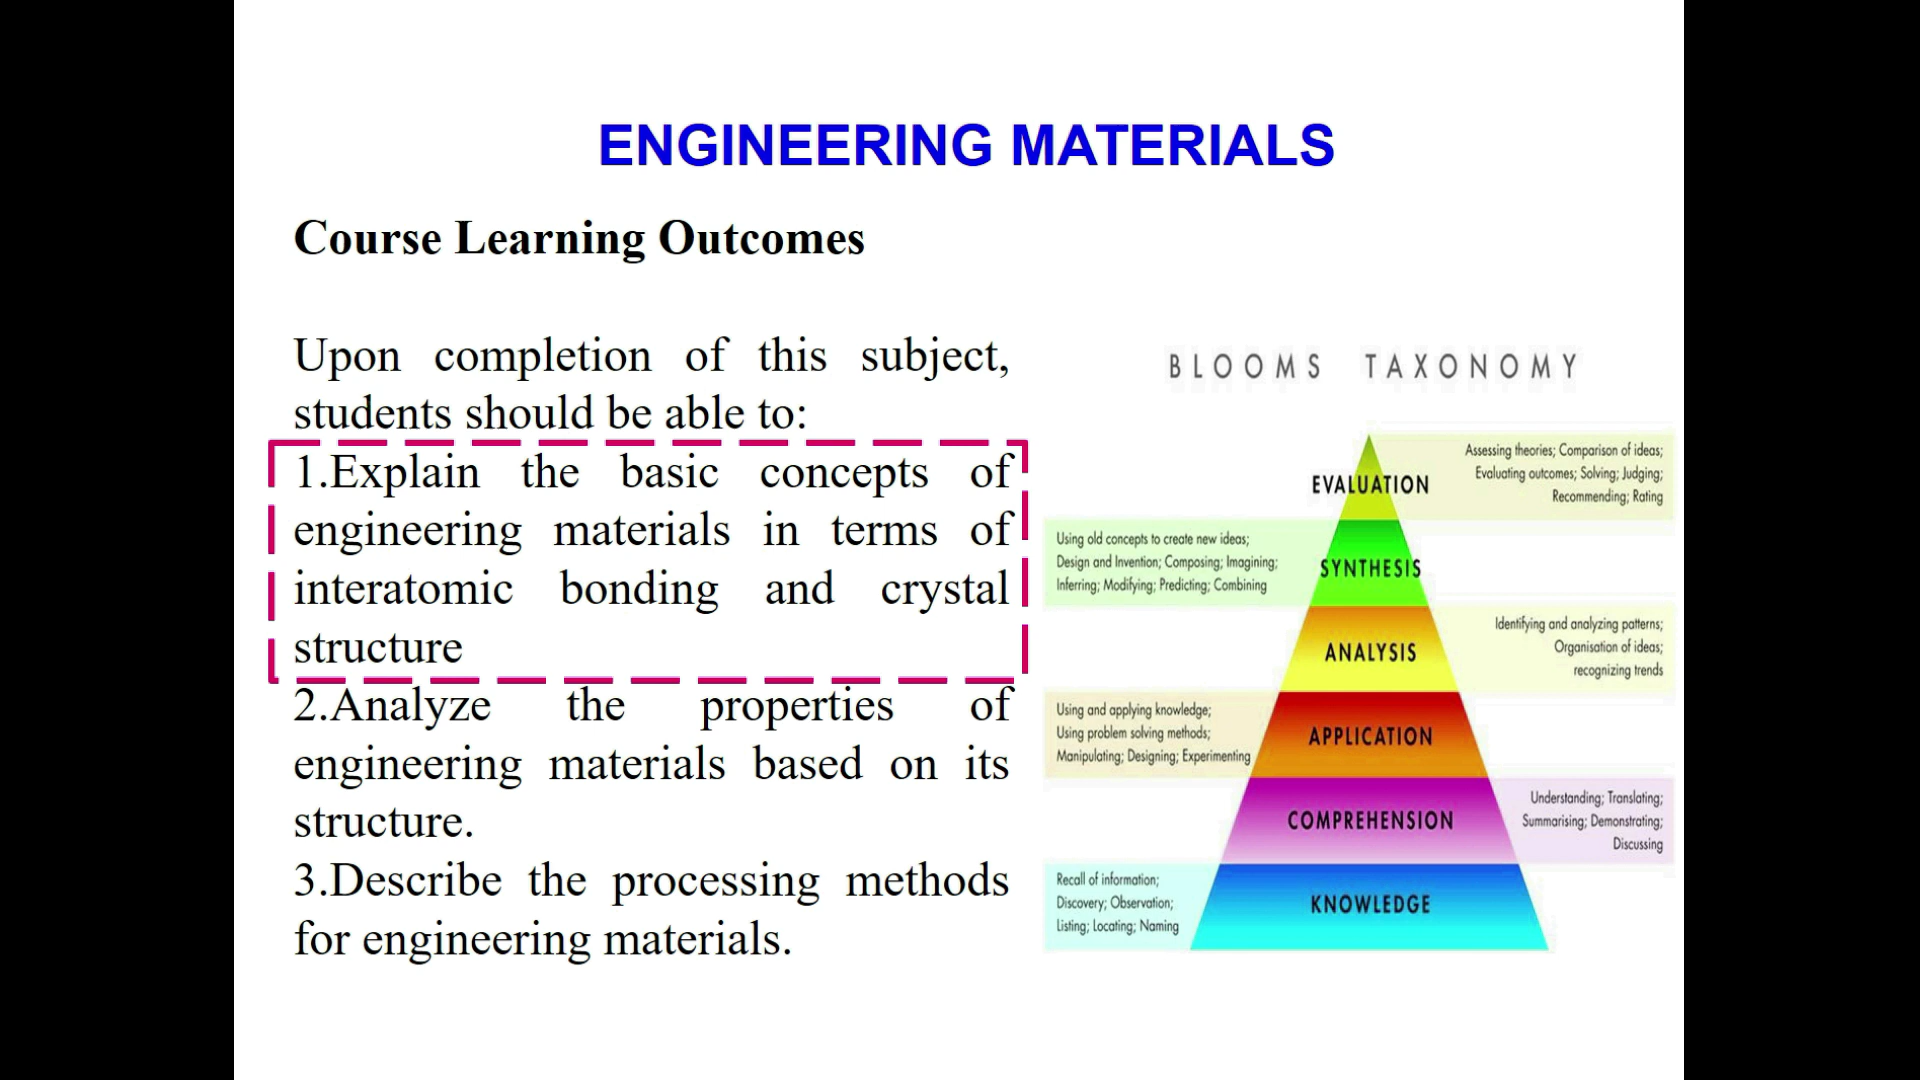 ENGINEERING MATERIALS
Course Learning Outcomes
Upon completion of this subject,
students should be able to:
1.Explain the basic concepts of
engineering materials in terms of
interatomic bonding and crystal
structure
2.Analyze the properties of
engineering materials based on its
structure.
3.Describe the processing methods
for engineering materials.
BLOOMS TAXONOMY
EVALUATION
Assessing theories; Comparison of ideas;
Evaluating outcomes; Solving; Judging;
Recommending; Rating
Using old concepts to create new ideas;
Design and Invention; Composing; Imagining;
Inferring; Modifying; Predicting; Combining
SYNTHESIS
ANALYSIS
Identifying and analyzing patterns;
Organisation of ideas;
recognizing trends
Using and applying knowledge;
Using problem solving methods;
Manipulating; Designing; Experimenting
APPLICATION
COMPREHENSION
Understanding; Translating;
Summarising; Demonstrating;
Discussing
Recall of information;
Discovery; Observation;
Listing; Locating; Naming
KNOWLEDGE